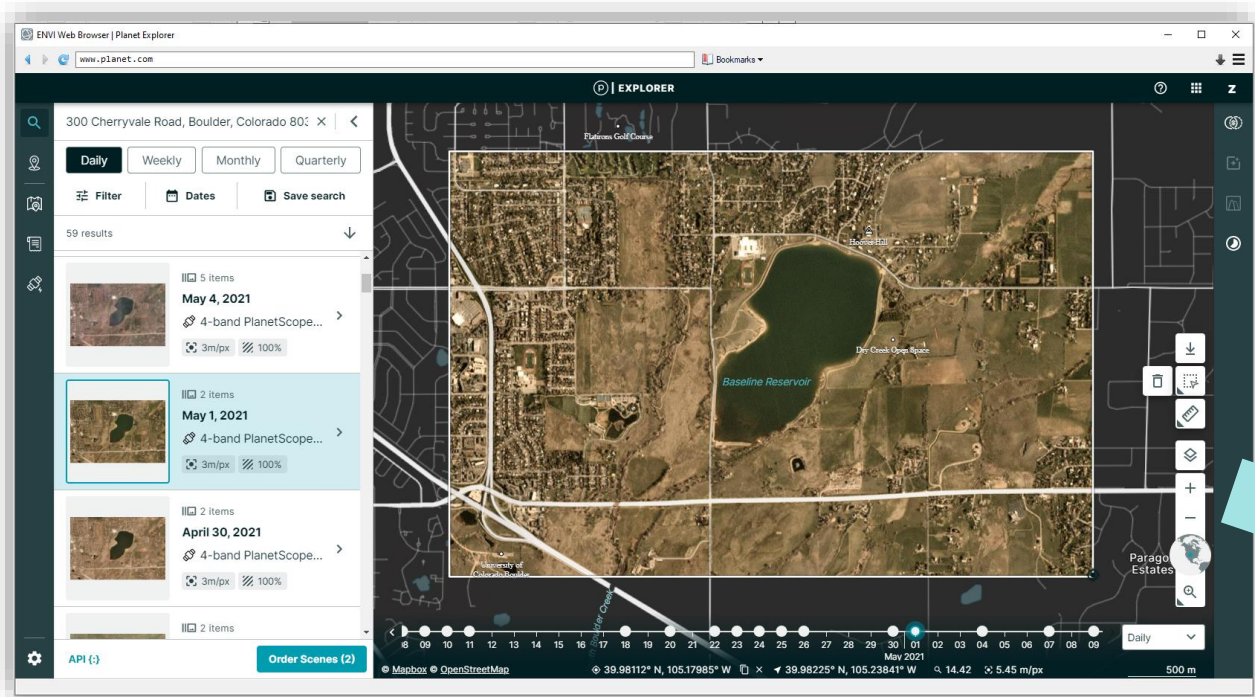 ENVI Web Browser | Planet Explorer
www.planet.com
Bookmarks
P | EXPLORER
Z
300 Cherryvale Road, Boulder, Colorado 803
Daily
Weekly
Monthly
Quarterly
Filter
Dates
Save search
59 results
5 items
May 4, 2021
4-band PlanetScope...
3m/px
100%
2 items
May 1, 2021
4-band PlanetScope...
3m/px
100%
2 items
April 30, 2021
4-band PlanetScope...
3m/px
100%
2 items
API {:}
Order Scenes (2)
Flatirons Golf Course
Hoover Hill
Dry Creek Open Space
Baseline Reservoir
University of
Colorado Boulder
Boulder Creek
Parago
Estates
08 09 10 11 12 13 14 15 16 17 18 19 20 21 22 23 24 25 26 27 28 29 30 01 02 03 04 05 06 07 08 09
May 2021
Daily
© Mapbox © OpenStreetMap
39.98112° N, 105.17985° W
39.98225° N, 105.23841° W
14.42
5.45 m/px
500 m